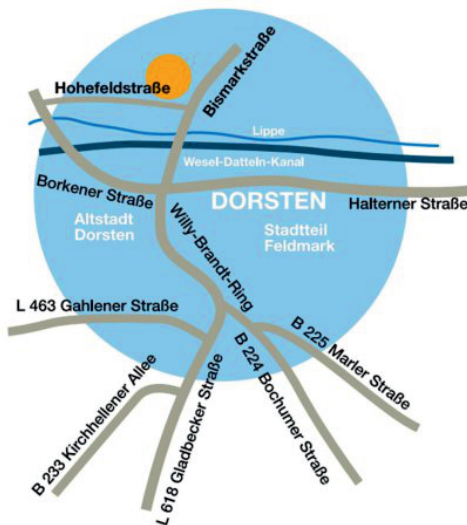 Hohefeldstraße
Bismarkstraße
Lippe
Wesel-Datteln-Kanal
Borkener Straße
DORSTEN
Halterner Straße
Altstadt
Dorsten
Stadtteil
Feldmark
Willy-Brandt-Ring
L 463 Gahlener Straße
B 225 Marler Straße
B 224 Bochumer Straße
B 233 Kirchhellener Allee
L 618 Gladbecker Straße